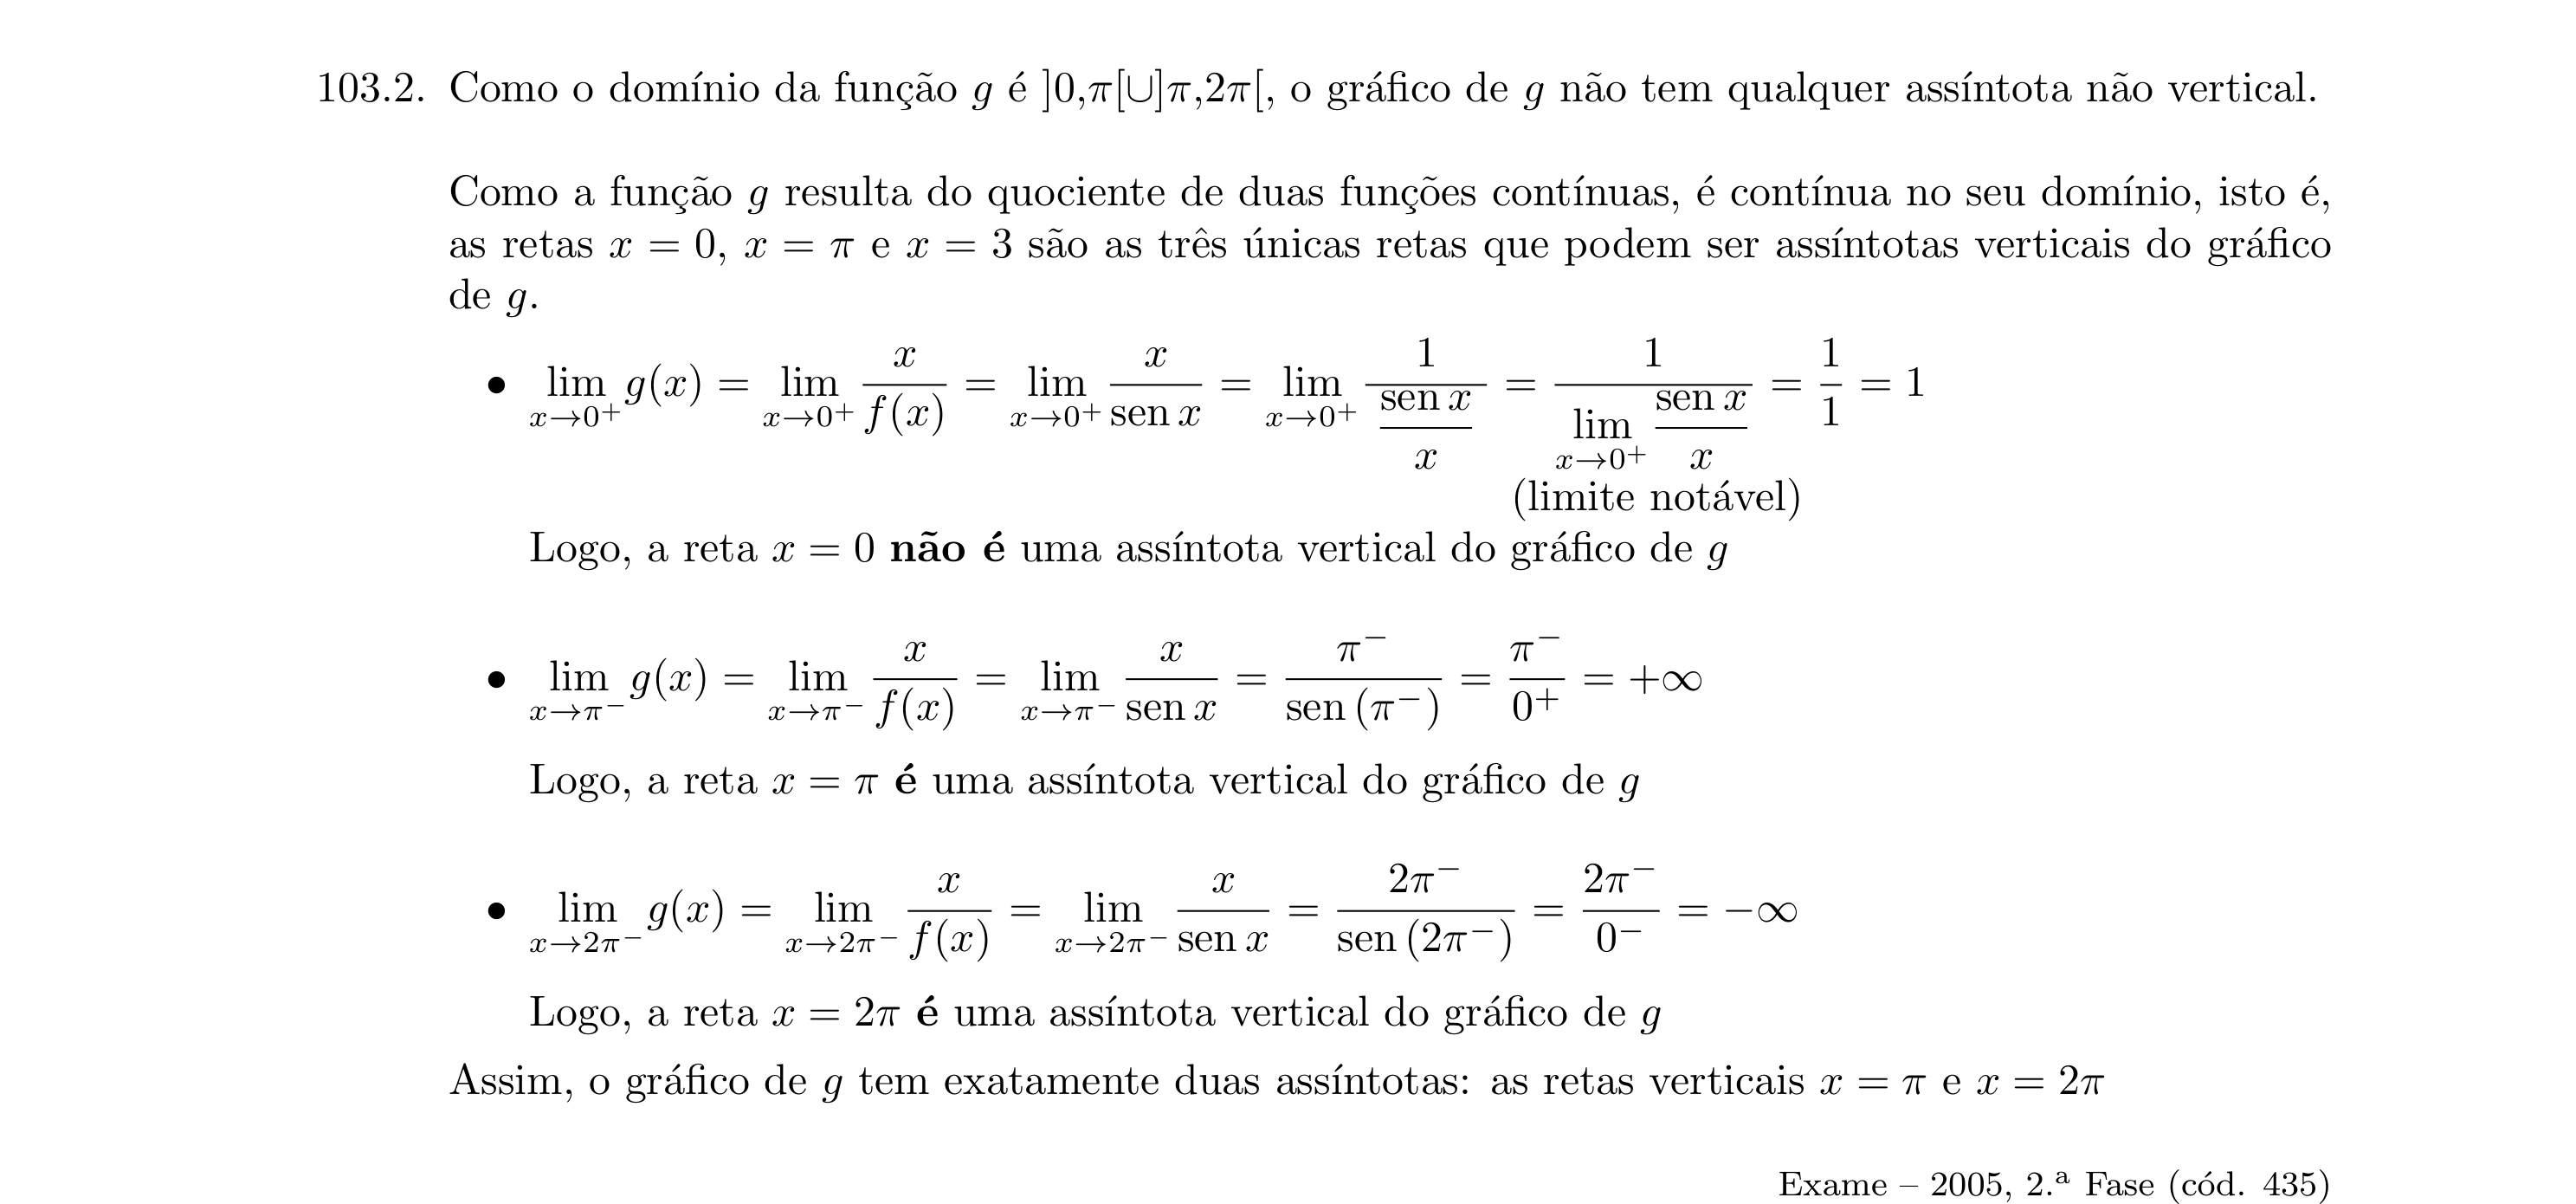 103.2. Como o domínio da função g é ]0,π[∪]π,2π[, o gráfico de g não tem qualquer assíntota não vertical.
Como a função g resulta do quociente de duas funções contínuas, é contínua no seu domínio, isto é,
as retas x = 0, x = π e x = 3 são as três únicas retas que podem ser assíntotas verticais do gráfico
de g.
• lim_{x→0⁺} g(x) = lim_{x→0⁺} x/f(x) = lim_{x→0⁺} x/sen x = lim_{x→0⁺} 1/(sen x/x) = 1/(lim_{x→0⁺} sen x/x) = 1/1 = 1
(limite notável)
Logo, a reta x = 0 não é uma assíntota vertical do gráfico de g
• lim_{x→π⁻} g(x) = lim_{x→π⁻} x/f(x) = lim_{x→π⁻} x/sen x = π⁻/sen (π⁻) = π⁻/0⁺ = +∞
Logo, a reta x = π é uma assíntota vertical do gráfico de g
• lim_{x→2π⁻} g(x) = lim_{x→2π⁻} x/f(x) = lim_{x→2π⁻} x/sen x = 2π⁻/sen (2π⁻) = 2π⁻/0⁻ = −∞
Logo, a reta x = 2π é uma assíntota vertical do gráfico de g
Assim, o gráfico de g tem exatamente duas assíntotas: as retas verticais x = π e x = 2π
Exame – 2005, 2.ª Fase (cód. 435)